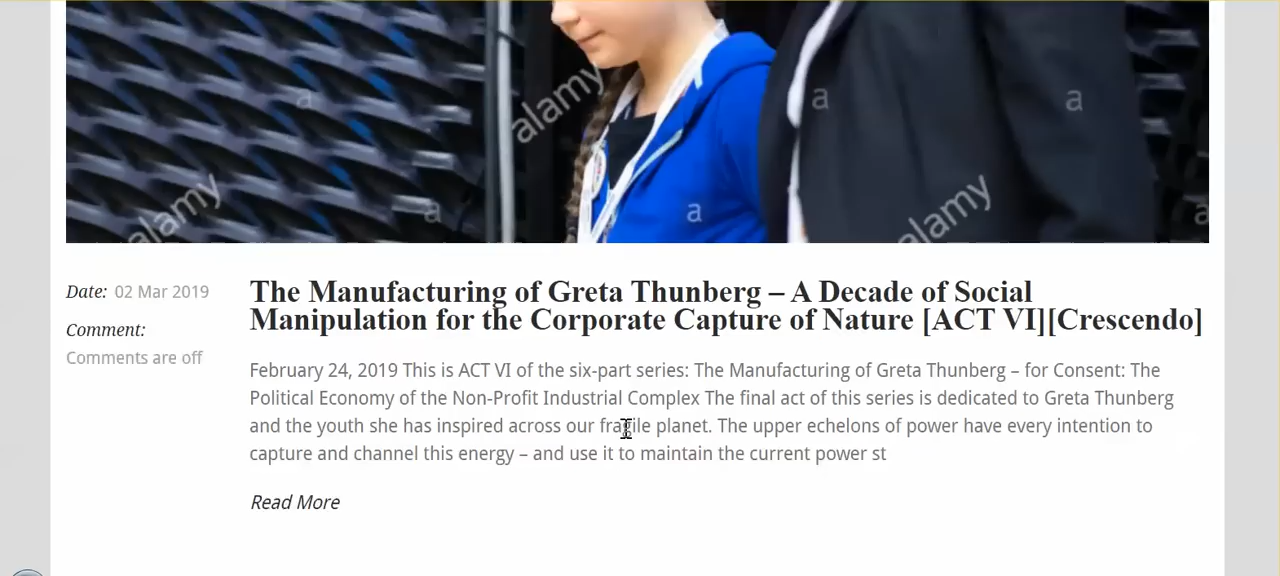 alamy
a
a
a
alamy
a
a
alamy
a
Date: 02 Mar 2019
Comment:
Comments are off
The Manufacturing of Greta Thunberg – A Decade of Social
Manipulation for the Corporate Capture of Nature [ACT VI][Crescendo]
February 24, 2019 This is ACT VI of the six-part series: The Manufacturing of Greta Thunberg – for Consent: The
Political Economy of the Non-Profit Industrial Complex The final act of this series is dedicated to Greta Thunberg
and the youth she has inspired across our fragile planet. The upper echelons of power have every intention to
capture and channel this energy – and use it to maintain the current power st
Read More